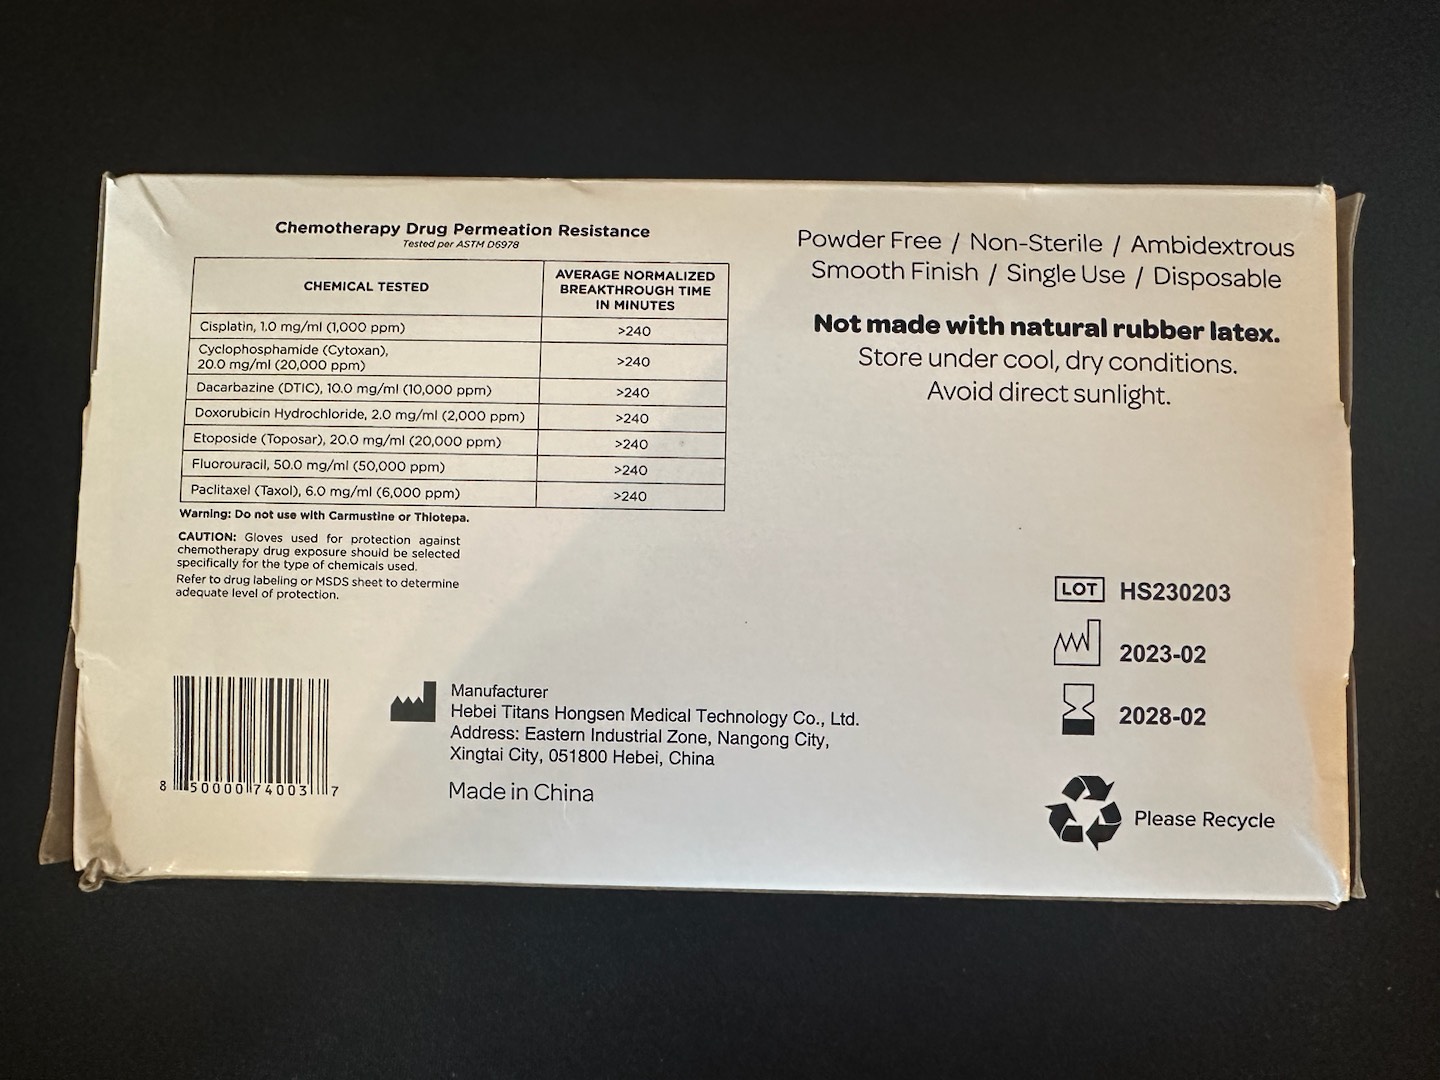 Chemotherapy Drug Permeation Resistance
Tested per ASTM D6978
CHEMICAL TESTED
AVERAGE NORMALIZED
BREAKTHROUGH TIME
IN MINUTES
Cisplatin, 1.0 mg/ml (1,000 ppm) >240
Cyclophosphamide (Cytoxan),
20.0 mg/ml (20,000 ppm) >240
Dacarbazine (DTIC), 10.0 mg/ml (10,000 ppm) >240
Doxorubicin Hydrochloride, 2.0 mg/ml (2,000 ppm) >240
Etoposide (Toposar), 20.0 mg/ml (20,000 ppm) >240
Fluorouracil, 50.0 mg/ml (50,000 ppm) >240
Paclitaxel (Taxol), 6.0 mg/ml (6,000 ppm) >240
Warning: Do not use with Carmustine or Thiotepa.
CAUTION: Gloves used for protection against
chemotherapy drug exposure should be selected
specifically for the type of chemicals used.
Refer to drug labeling or MSDS sheet to determine
adequate level of protection.
Powder Free / Non-Sterile / Ambidextrous
Smooth Finish / Single Use / Disposable
Not made with natural rubber latex.
Store under cool, dry conditions.
Avoid direct sunlight.
LOT HS230203
2023-02
2028-02
Please Recycle
8 50000 74003 7
Manufacturer
Hebei Titans Hongsen Medical Technology Co., Ltd.
Address: Eastern Industrial Zone, Nangong City,
Xingtai City, 051800 Hebei, China
Made in China